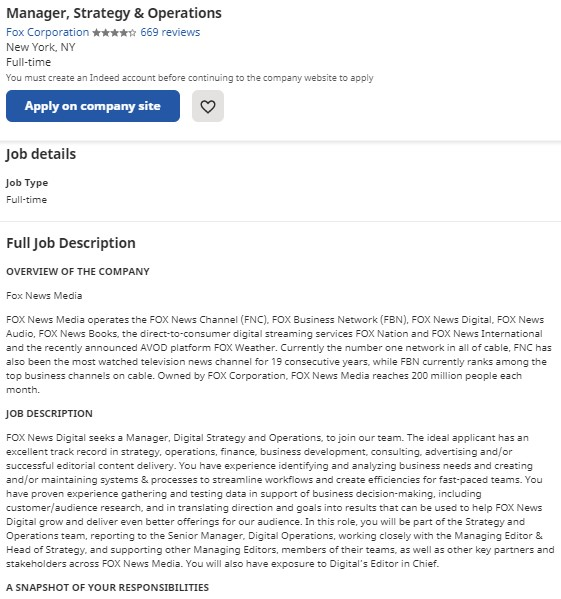 Manager, Strategy & Operations
Fox Corporation ★★★★☆ 669 reviews
New York, NY
Full-time
You must create an Indeed account before continuing to the company website to apply
Apply on company site
Job details
Job Type
Full-time
Full Job Description
OVERVIEW OF THE COMPANY
Fox News Media
FOX News Media operates the FOX News Channel (FNC), FOX Business Network (FBN), FOX News Digital, FOX News
Audio, FOX News Books, the direct-to-consumer digital streaming services FOX Nation and FOX News International
and the recently announced AVOD platform FOX Weather. Currently the number one network in all of cable, FNC has
also been the most watched television news channel for 19 consecutive years, while FBN currently ranks among the
top business channels on cable. Owned by FOX Corporation, FOX News Media reaches 200 million people each
month.
JOB DESCRIPTION
FOX News Digital seeks a Manager, Digital Strategy and Operations, to join our team. The ideal applicant has an
excellent track record in strategy, operations, finance, business development, consulting, advertising and/or
successful editorial content delivery. You have experience identifying and analyzing business needs and creating
and/or maintaining systems & processes to streamline workflows and create efficiencies for fast-paced teams. You
have proven experience gathering and testing data in support of business decision-making, including
customer/audience research, and in translating direction and goals into results that can be used to help FOX News
Digital grow and deliver even better offerings for our audience. In this role, you will be part of the Strategy and
Operations team, reporting to the Senior Manager, Digital Operations, working closely with the Managing Editor &
Head of Strategy, and supporting other Managing Editors, members of their teams, as well as other key partners and
stakeholders across FOX News Media. You will also have exposure to Digital's Editor in Chief.
A SNAPSHOT OF YOUR RESPONSIBILITIES